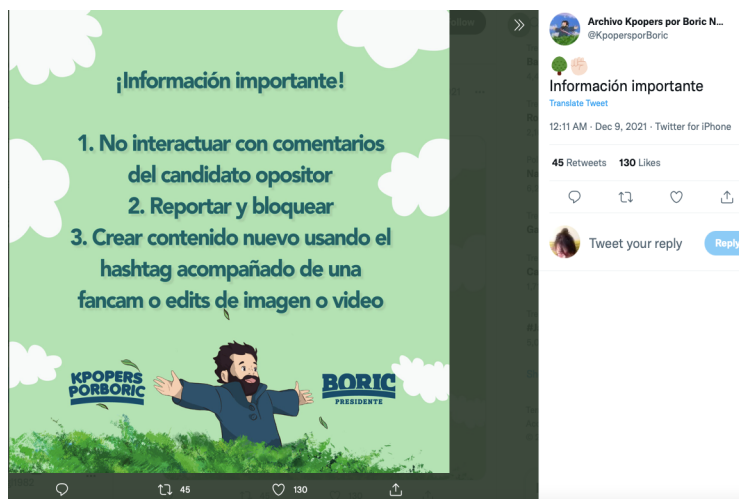 ¡Información importante!
1. No interactuar con comentarios
del candidato opositor
2. Reportar y bloquear
3. Crear contenido nuevo usando el
hashtag acompañado de una
fancam o edits de imagen o video
KPOPERS
PORBORIC
BORIC
PRESIDENTE
45
130
Archivo Kpopers por Boric N...
@KpopersporBoric
Información importante
Translate Tweet
12:11 AM · Dec 9, 2021 · Twitter for iPhone
45 Retweets 130 Likes
Tweet your reply
Reply